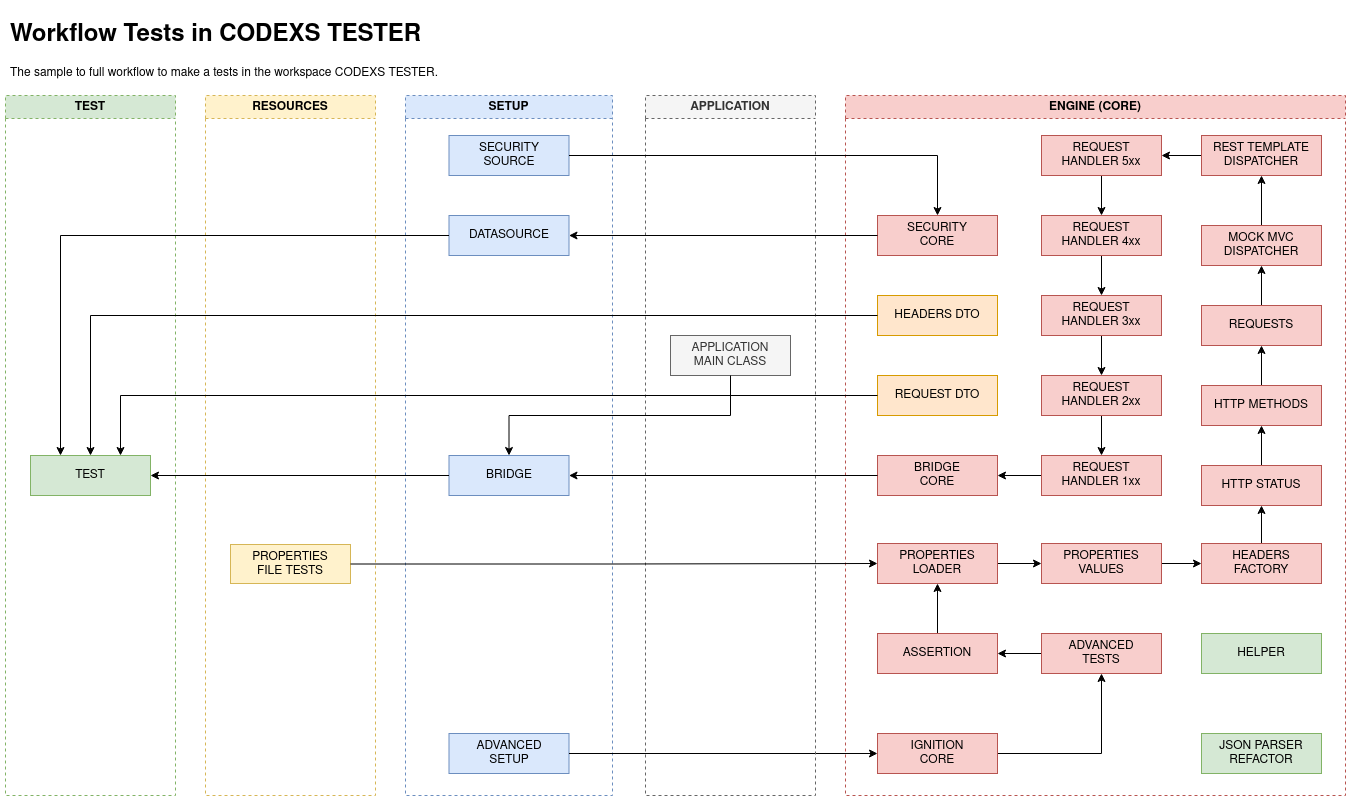 Workflow Tests in CODEXS TESTER
The sample to full workflow to make a tests in the workspace CODEXS TESTER.
TEST
RESOURCES
SETUP
APPLICATION
ENGINE (CORE)
SECURITY
SOURCE
REQUEST
HANDLER 5xx
REST TEMPLATE
DISPATCHER
DATASOURCE
SECURITY
CORE
REQUEST
HANDLER 4xx
MOCK MVC
DISPATCHER
HEADERS DTO
REQUEST
HANDLER 3xx
REQUESTS
APPLICATION
MAIN CLASS
REQUEST DTO
REQUEST
HANDLER 2xx
HTTP METHODS
TEST
BRIDGE
BRIDGE
CORE
REQUEST
HANDLER 1xx
HTTP STATUS
PROPERTIES
FILE TESTS
PROPERTIES
LOADER
PROPERTIES
VALUES
HEADERS
FACTORY
ASSERTION
ADVANCED
TESTS
HELPER
ADVANCED
SETUP
IGNITION
CORE
JSON PARSER
REFACTOR